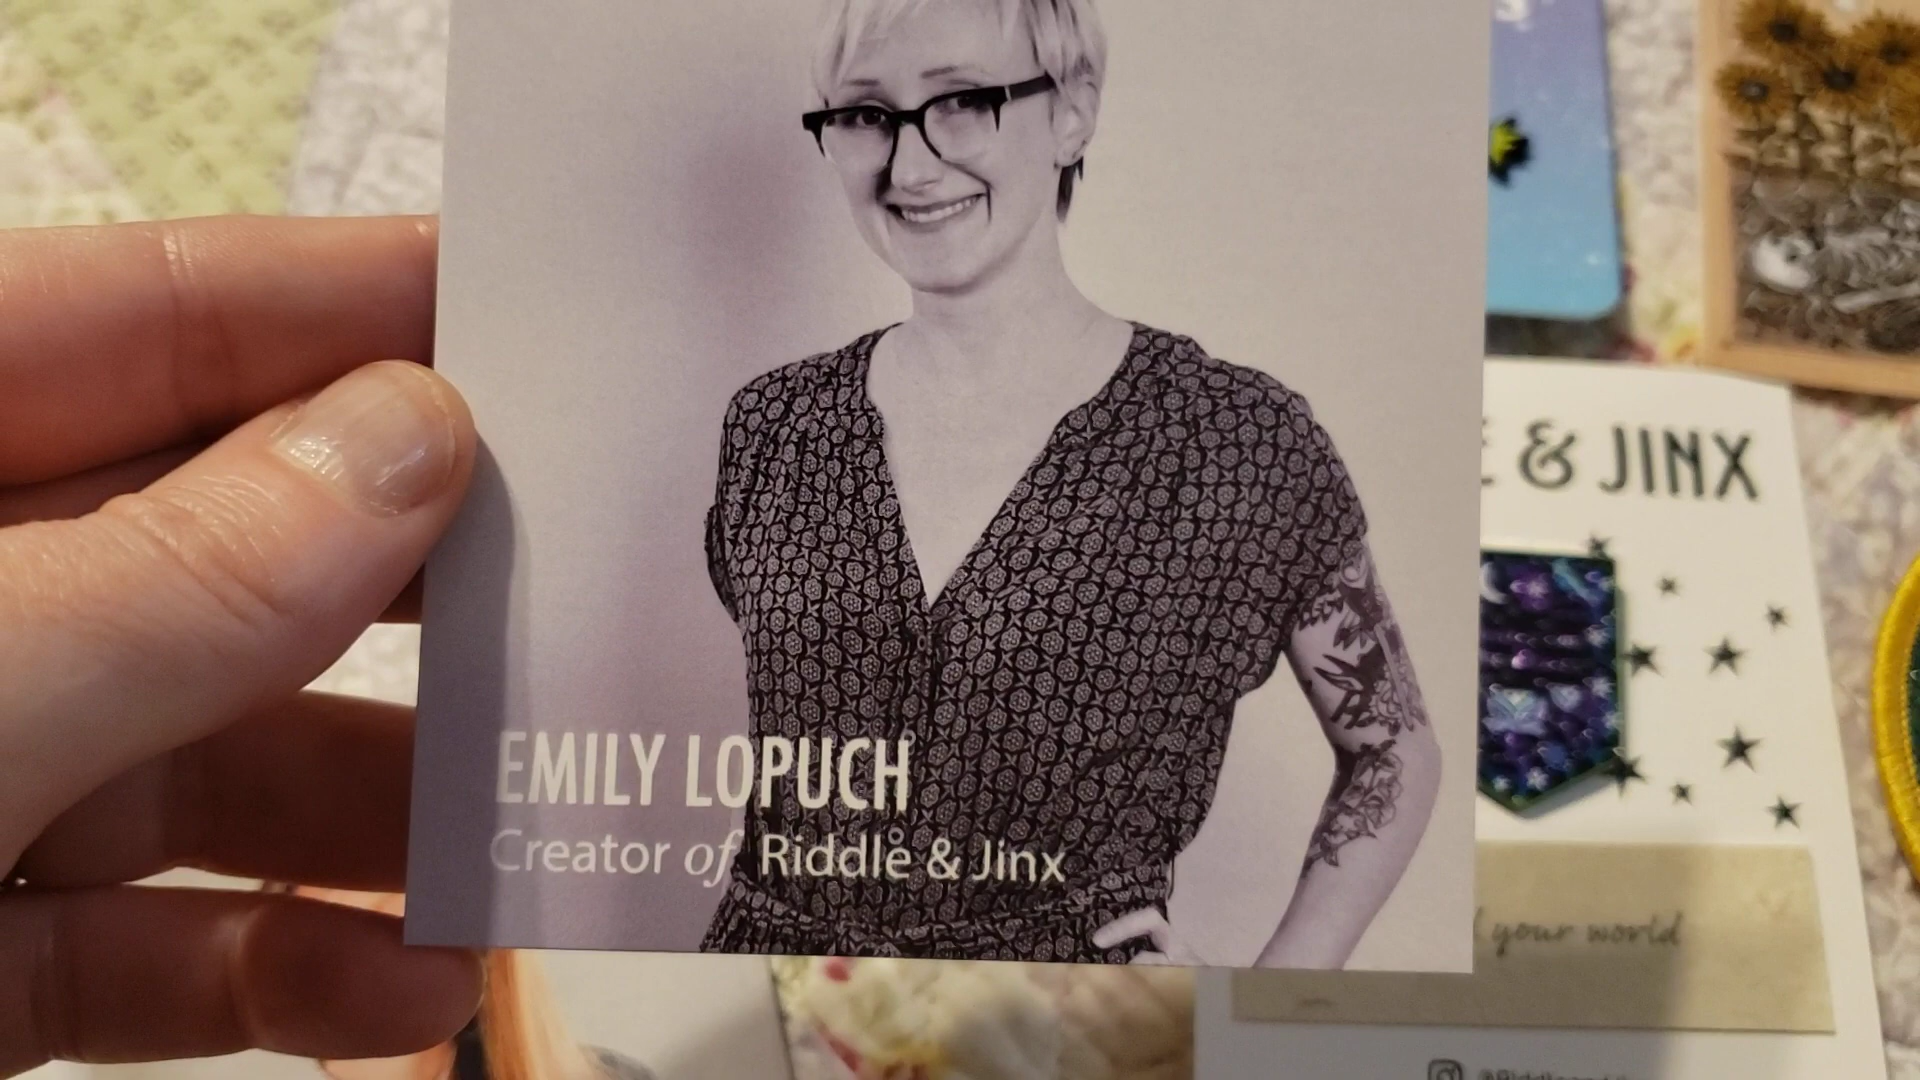 EMILY LOPUCH
Creator of Riddle & Jinx
& JINX
your world